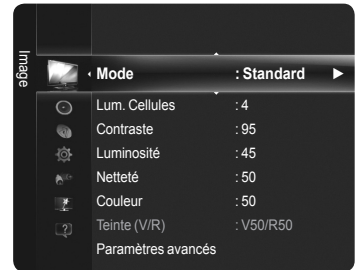 Image
Mode : Standard
Lum. Cellules : 4
Contraste : 95
Luminosité : 45
Netteté : 50
Couleur : 50
Teinte (V/R) : V50/R50
Paramètres avancés